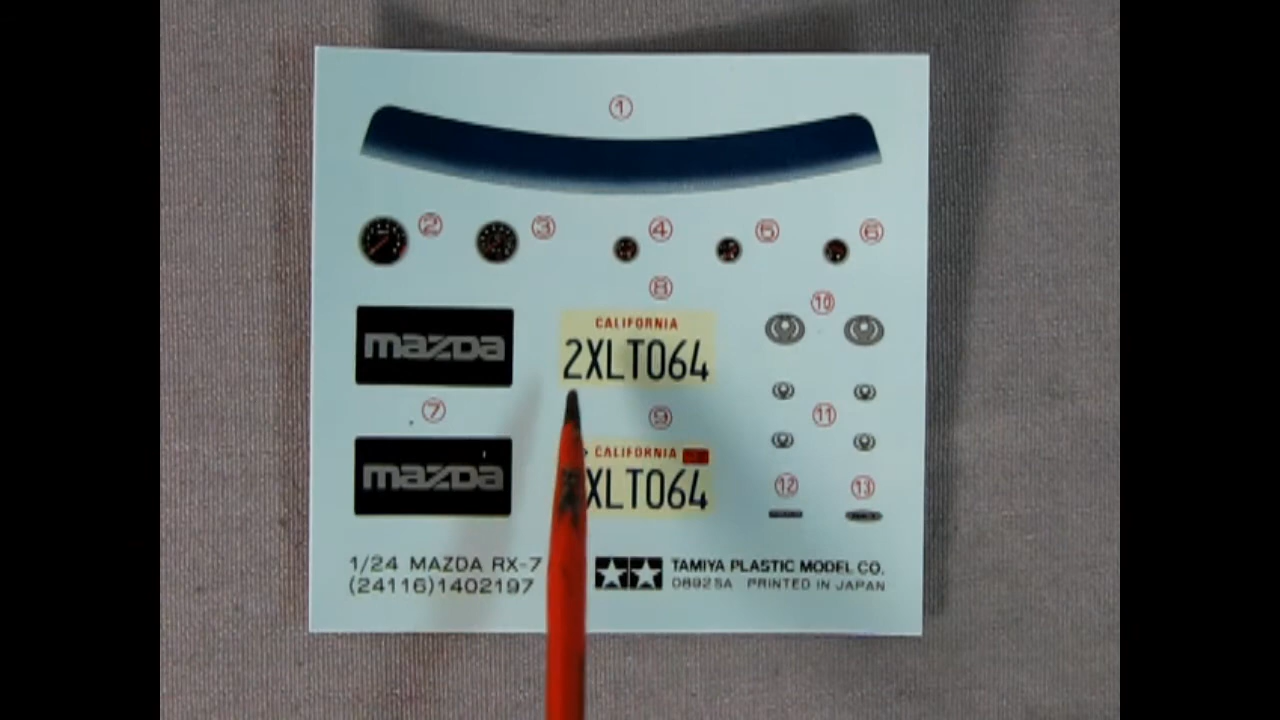 ①
② ③ ④ ⑤ ⑥
⑧
⑩
mazda
CALIFORNIA
2XLT064
⑦
⑨
⑪
mazda
CALIFORNIA
XLT064
⑫ ⑬
1/24 MAZDA RX-7
(24116)1402197
TAMIYA PLASTIC MODEL CO.
08925A PRINTED IN JAPAN